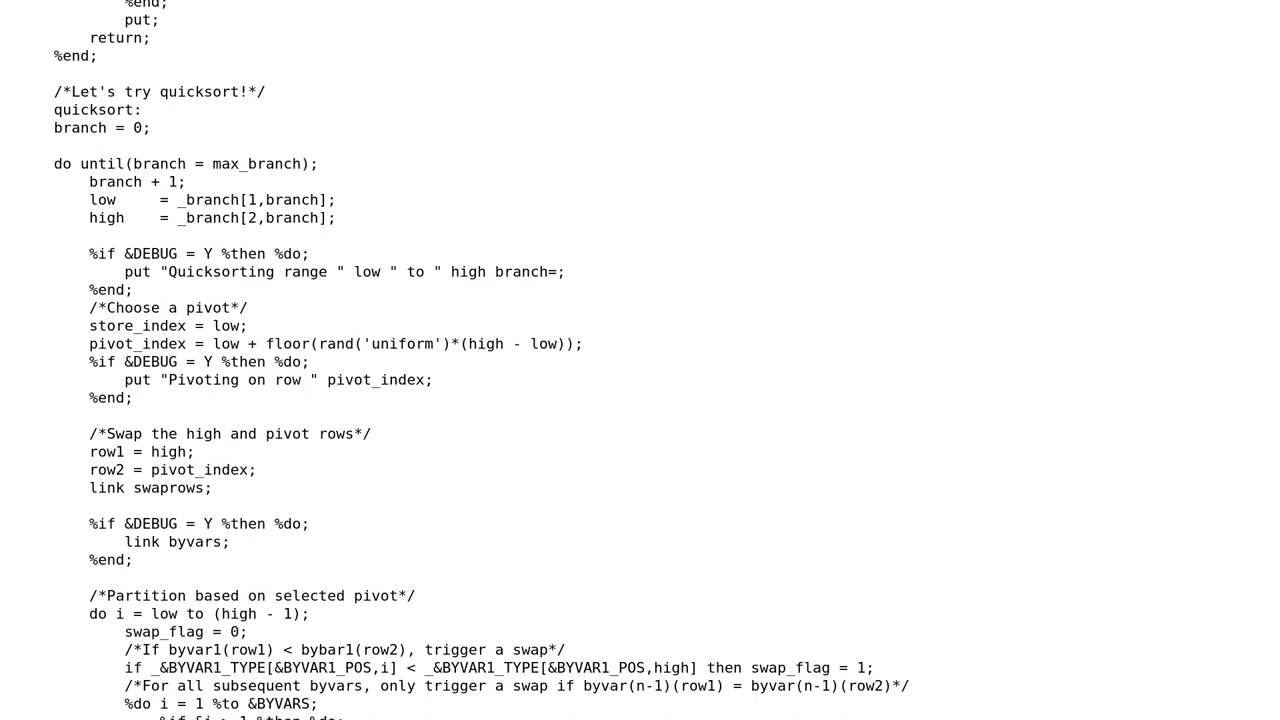 %end;
put;
return;
%end;
/*Let's try quicksort!*/
quicksort:
branch = 0;
do until(branch = max_branch);
branch + 1;
low     = _branch[1,branch];
high    = _branch[2,branch];
%if &DEBUG = Y %then %do;
put "Quicksorting range " low " to " high branch=;
%end;
/*Choose a pivot*/
store_index = low;
pivot_index = low + floor(rand('uniform')*(high - low));
%if &DEBUG = Y %then %do;
put "Pivoting on row " pivot_index;
%end;
/*Swap the high and pivot rows*/
row1 = high;
row2 = pivot_index;
link swaprows;
%if &DEBUG = Y %then %do;
link byvars;
%end;
/*Partition based on selected pivot*/
do i = low to (high - 1);
swap_flag = 0;
/*If byvar1(row1) < bybar1(row2), trigger a swap*/
if _&BYVAR1_TYPE[&BYVAR1_POS,i] < _&BYVAR1_TYPE[&BYVAR1_POS,high] then swap_flag = 1;
/*For all subsequent byvars, only trigger a swap if byvar(n-1)(row1) = byvar(n-1)(row2)*/
%do i = 1 %to &BYVARS;
%if &i > 1 %then %do;